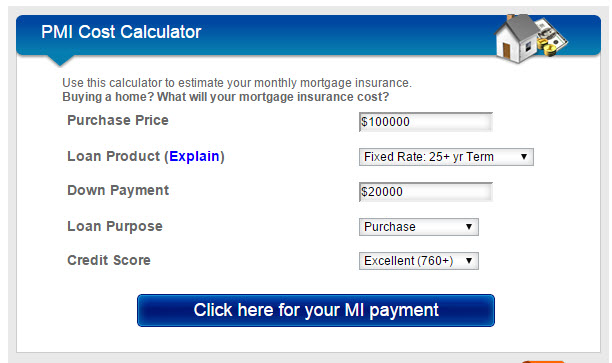 PMI Cost Calculator
Use this calculator to estimate your monthly mortgage insurance.
Buying a home? What will your mortgage insurance cost?
Purchase Price $100000
Loan Product (Explain) Fixed Rate: 25+ yr Term
Down Payment $20000
Loan Purpose Purchase
Credit Score Excellent (760+)
Click here for your MI payment